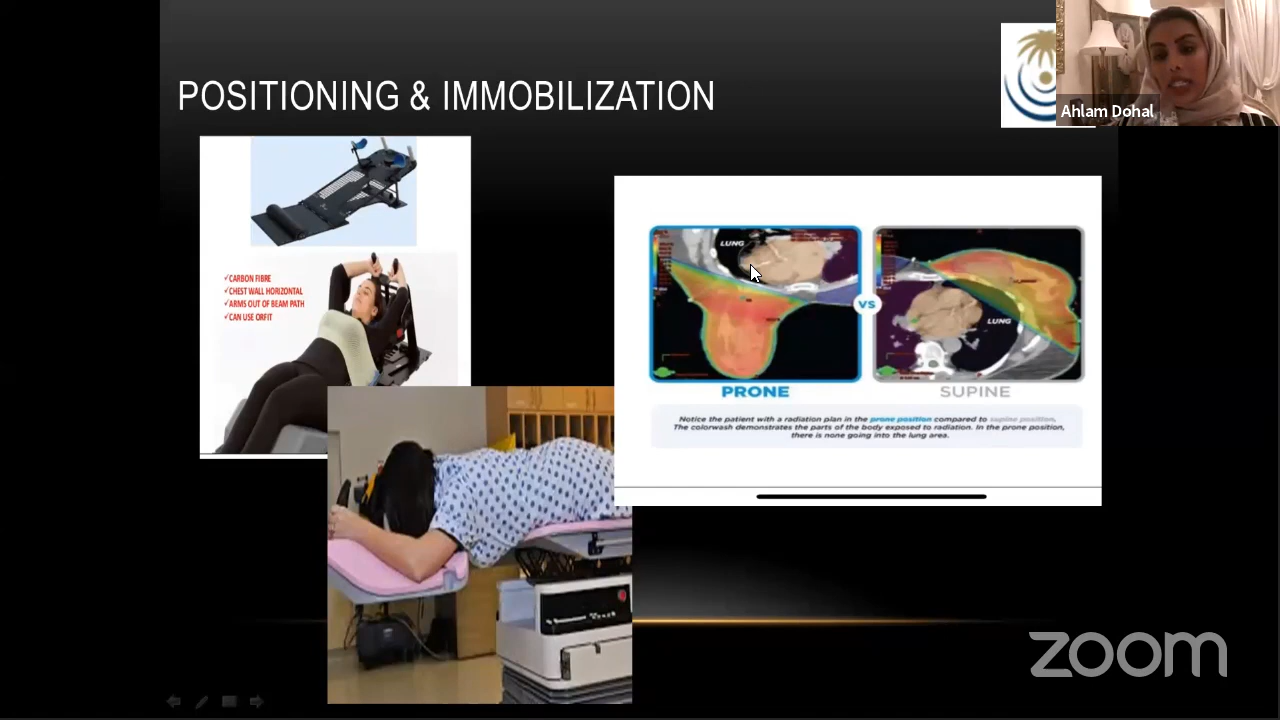 POSITIONING & IMMOBILIZATION
Ahlam Dohal
✓CARBON FIBRE
✓CHEST WALL HORIZONTAL
✓ARMS OUT OF BEAM PATH
✓CAN USE ORFIT
LUNG
LUNG
VS
PRONE
SUPINE
Notice the patient with a radiation plan in the prone position compared to supine position.
The colorwash demonstrates the parts of the body exposed to radiation. In the prone position,
there is none going into the lung area.
zoom